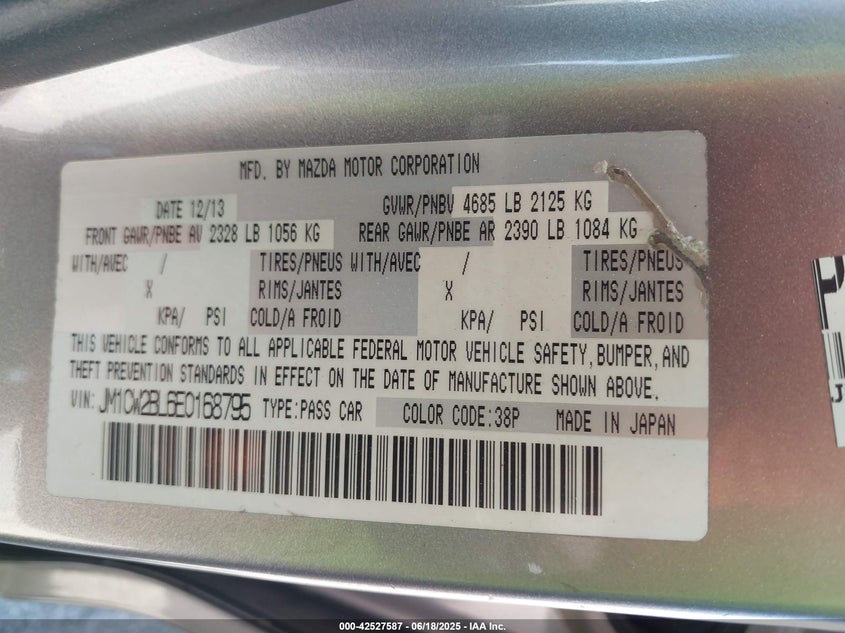 MFD. BY MAZDA MOTOR CORPORATION
DATE 12/13 GVWR/PNBV 4685 LB 2125 KG
FRONT GAWR/PNBE AV 2328 LB 1056 KG REAR GAWR/PNBE AR 2390 LB 1084 KG
WITH/AVEC / TIRES/PNEUS WITH/AVEC / TIRES/PNEUS
X RIMS/JANTES X RIMS/JANTES
KPA/ PSI COLD/A FROID KPA/ PSI COLD/A FROID
THIS VEHICLE CONFORMS TO ALL APPLICABLE FEDERAL MOTOR VEHICLE SAFETY, BUMPER, AND
THEFT PREVENTION STANDARDS IN EFFECT ON THE DATE OF MANUFACTURE SHOWN ABOVE.
VIN: JM1CW2BL6E0168795 TYPE:PASS CAR COLOR CODE:38P MADE IN JAPAN
000-42527587 - 06/18/2025 - IAA Inc.